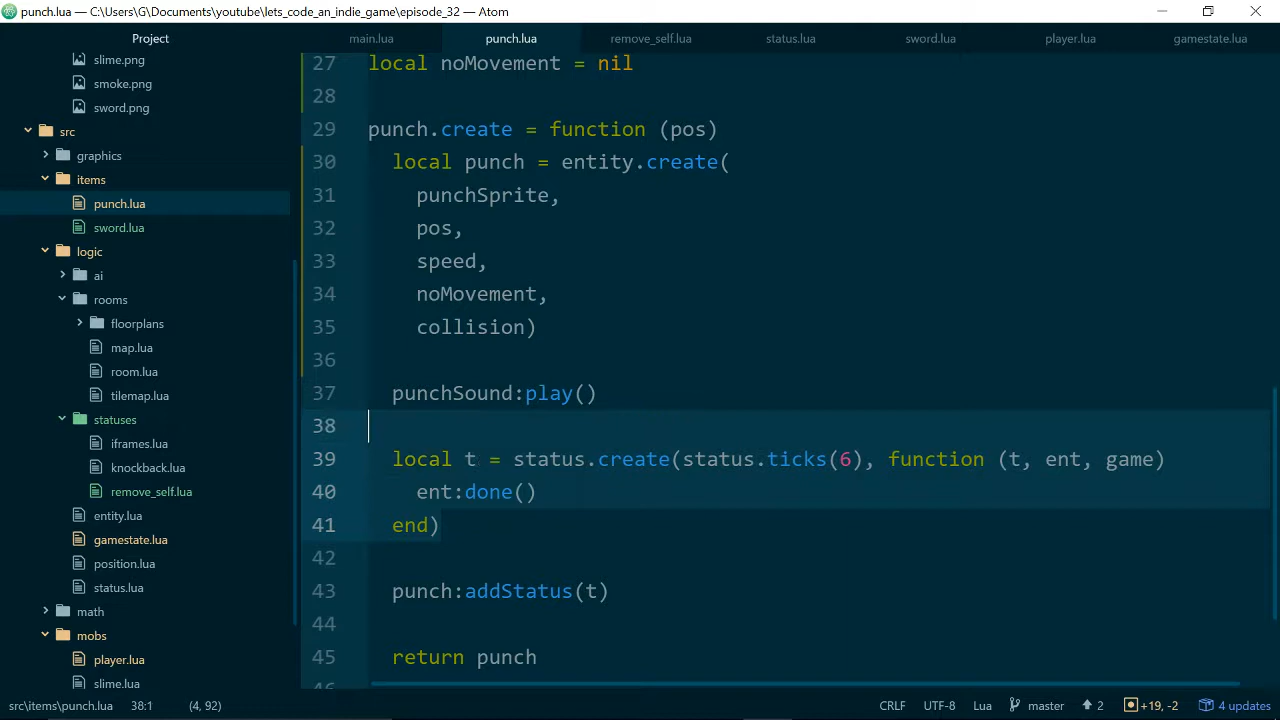 punch.lua — C:\Users\G\Documents\youtube\lets_code_an_indie_game\episode_32 — Atom
Project
main.lua
punch.lua
remove_self.lua
status.lua
sword.lua
player.lua
gamestate.lua
slime.png
smoke.png
sword.png
src
graphics
items
punch.lua
sword.lua
logic
ai
rooms
floorplans
map.lua
room.lua
tilemap.lua
statuses
iframes.lua
knockback.lua
remove_self.lua
entity.lua
gamestate.lua
position.lua
status.lua
math
mobs
player.lua
slime.lua
27 local noMovement = nil
28
29 punch.create = function (pos)
30 local punch = entity.create(
31 punchSprite,
32 pos,
33 speed,
34 noMovement,
35 collision)
36
37 punchSound:play()
38
39 local t = status.create(status.ticks(6), function (t, ent, game)
40 ent:done()
41 end)
42
43 punch:addStatus(t)
44
45 return punch
46
src\items\punch.lua 38:1 (4, 92) CRLF UTF-8 Lua master 2 +19, -2 4 updates